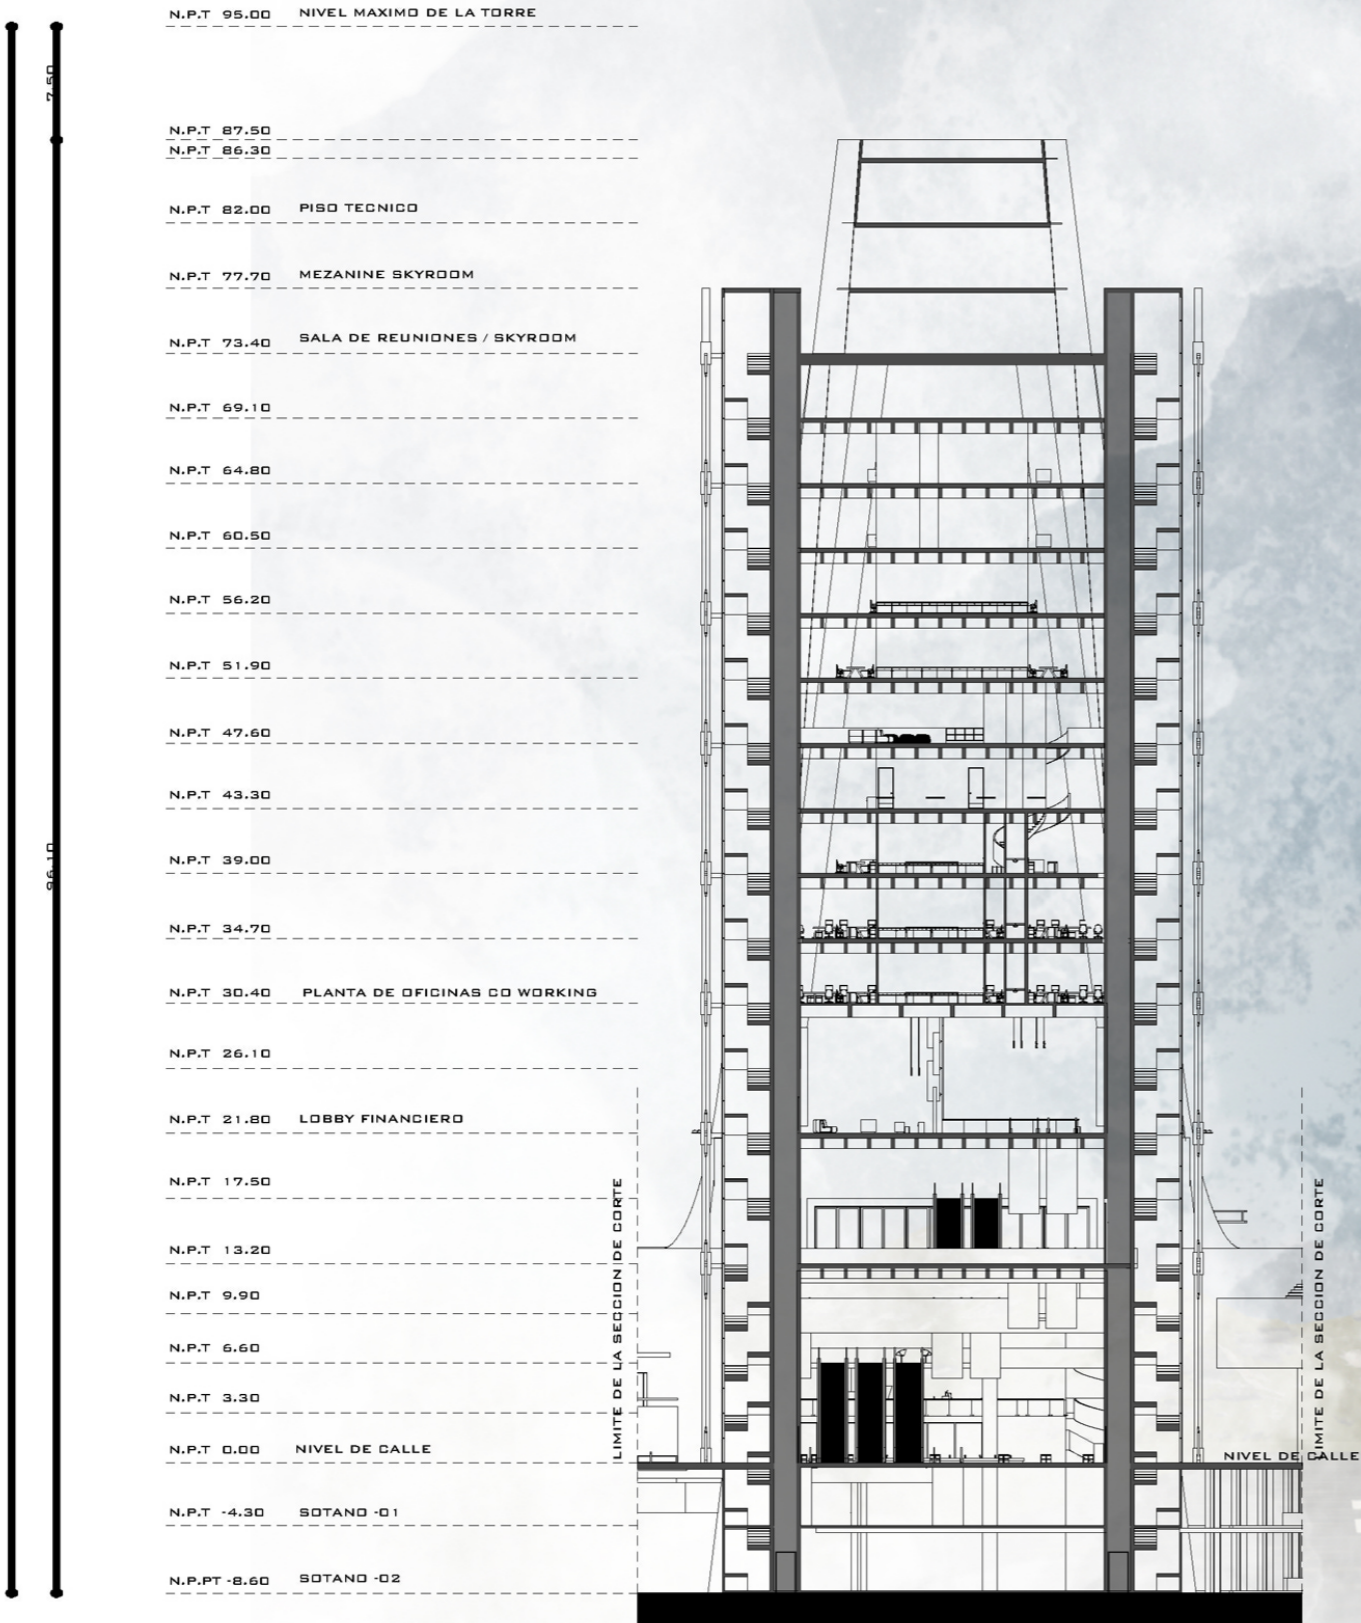 N.P.T 95.00 NIVEL MAXIMO DE LA TORRE
7.50
N.P.T 87.50
N.P.T 86.30
N.P.T 82.00 PISO TECNICO
N.P.T 77.70 MEZANINE SKYROOM
N.P.T 73.40 SALA DE REUNIONES / SKYROOM
N.P.T 69.10
N.P.T 64.80
N.P.T 60.50
N.P.T 56.20
N.P.T 51.90
N.P.T 47.60
N.P.T 43.30
96.10
N.P.T 39.00
N.P.T 34.70
N.P.T 30.40 PLANTA DE OFICINAS CO WORKING
N.P.T 26.10
N.P.T 21.80 LOBBY FINANCIERO
N.P.T 17.50
N.P.T 13.20
N.P.T 9.90
N.P.T 6.60
N.P.T 3.30
N.P.T 0.00 NIVEL DE CALLE
N.P.T -4.30 SOTANO -01
N.P.PT -8.60 SOTANO -02
LIMITE DE LA SECCION DE CORTE
LIMITE DE LA SECCION DE CORTE
NIVEL DE CALLE